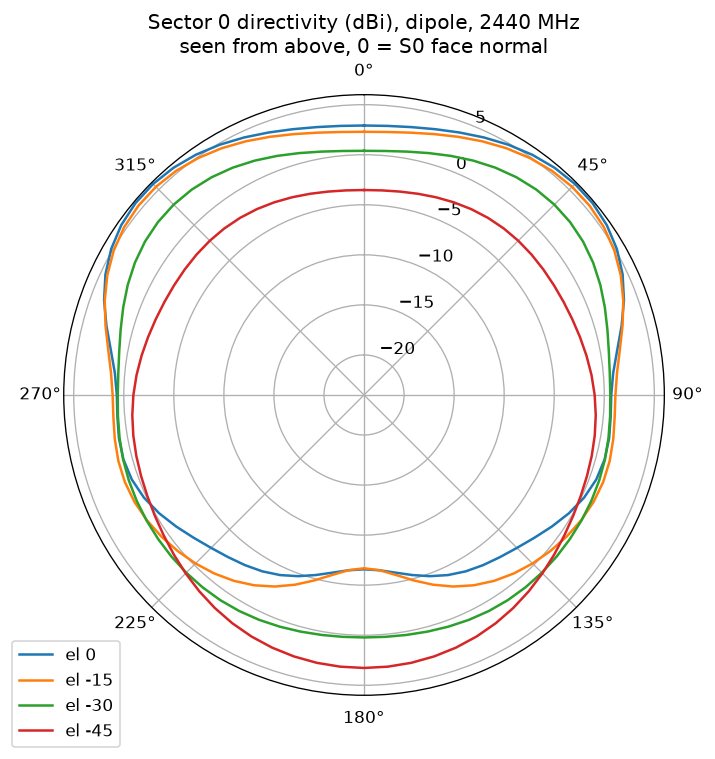 Sector 0 directivity (dBi), dipole, 2440 MHz
seen from above, 0 = S0 face normal
0°
5
315°
0
45°
−5
−10
−15
−20
270°
90°
225°
135°
el 0
el -15
el -30
el -45
180°